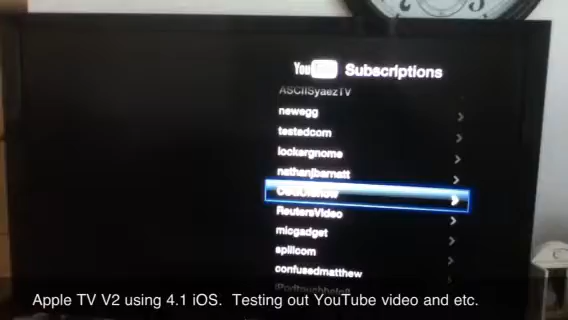 YouTube Subscriptions
ASCIISyaezTV
newegg
testedcom
lockergnome
nathanjbarnatt
ReutersVideo
micgadget
spillcom
confusedmatthew
Apple TV V2 using 4.1 iOS. Testing out YouTube video and etc.